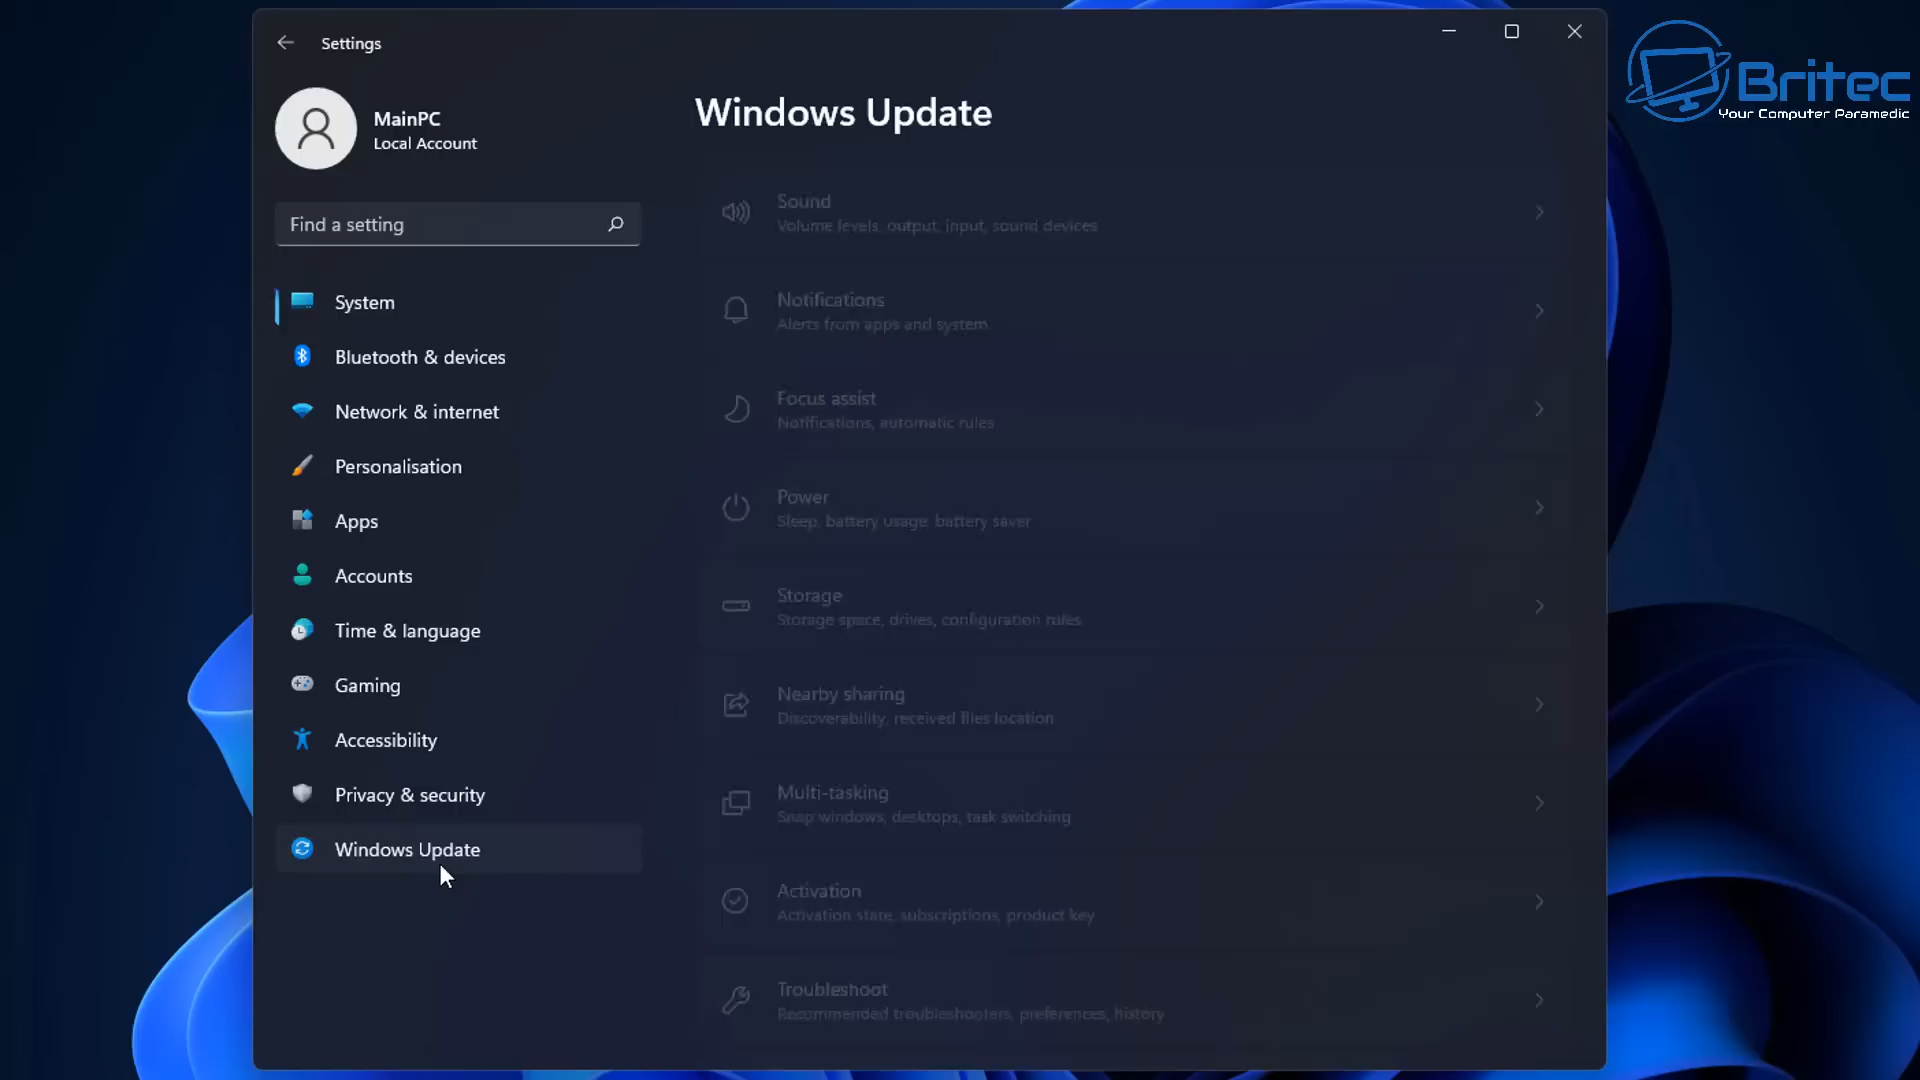 Settings
Britec
Your Computer Paramedic
MainPC
Local Account
Windows Update
Find a setting
System
Bluetooth & devices
Network & internet
Personalisation
Apps
Accounts
Time & language
Gaming
Accessibility
Privacy & security
Windows Update
Sound
Volume levels, output, input, sound devices
Notifications
Alerts from apps and system
Focus assist
Notifications, automatic rules
Power
Sleep, battery usage, battery saver
Storage
Storage space, drives, configuration rules
Nearby sharing
Discoverability, received files location
Multi-tasking
Snap windows, desktops, task switching
Activation
Activation state, subscriptions, product key
Troubleshoot
Recommended troubleshooters, preferences, history